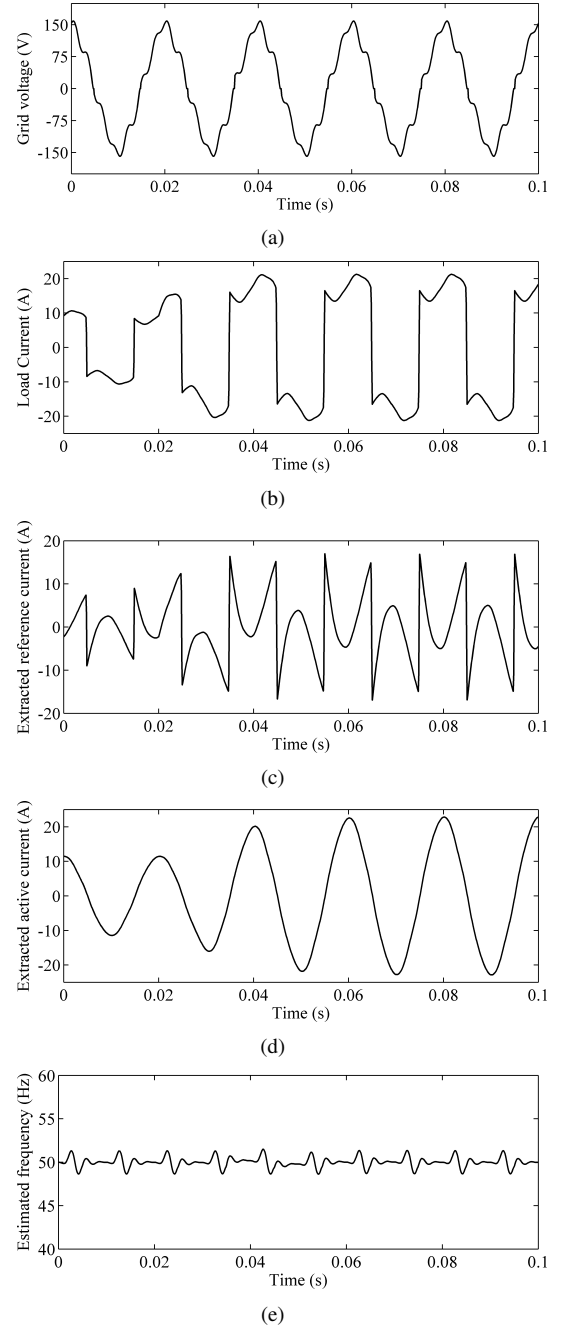 Grid voltage (V)
150
75
0
-75
-150
0 0.02 0.04 0.06 0.08 0.1
Time (s)
(a)
Load Current (A)
20
10
0
-10
-20
0 0.02 0.04 0.06 0.08 0.1
Time (s)
(b)
Extracted reference current (A)
20
10
0
-10
-20
0 0.02 0.04 0.06 0.08 0.1
Time (s)
(c)
Extracted active current (A)
20
10
0
-10
-20
0 0.02 0.04 0.06 0.08 0.1
Time (s)
(d)
Estimated frequency (Hz)
60
55
50
45
40
0 0.02 0.04 0.06 0.08 0.1
Time (s)
(e)